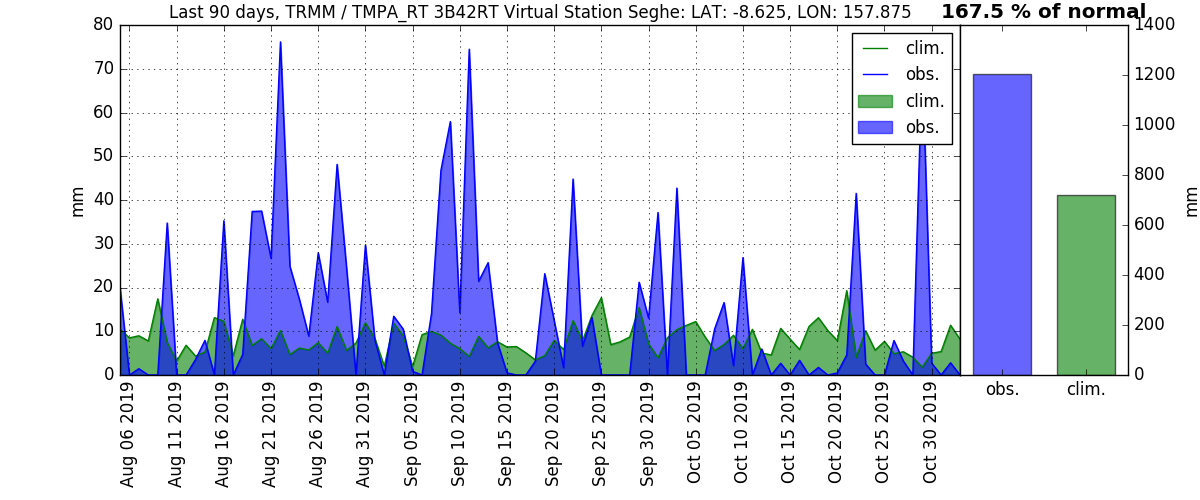 Last 90 days, TRMM / TMPA_RT 3B42RT Virtual Station Seghe: LAT: -8.625, LON: 157.875
167.5 % of normal
80
70
60
50
40
30
20
10
0
mm
clim.
obs.
clim.
obs.
1400
1200
1000
800
600
400
200
0
mm
Aug 06 2019
Aug 11 2019
Aug 16 2019
Aug 21 2019
Aug 26 2019
Aug 31 2019
Sep 05 2019
Sep 10 2019
Sep 15 2019
Sep 20 2019
Sep 25 2019
Sep 30 2019
Oct 05 2019
Oct 10 2019
Oct 15 2019
Oct 20 2019
Oct 25 2019
Oct 30 2019
obs.
clim.